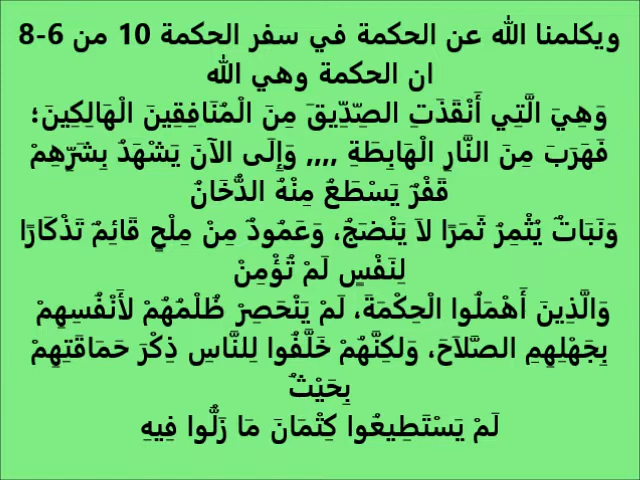 ويكلمنا الله عن الحكمة في سفر الحكمة 10 من 6-8
ان الحكمة وهي الله
وَهِيَ الَّتِي أَنْقَذَتِ الصِّدِّيقَ مِنَ الْمُنَافِقِينَ الْهَالِكِينَ؛
فَهَرَبَ مِنَ النَّارِ الْهَابِطَةِ ,,,, وَإِلَى الآنَ يَشْهَدُ بِشَرِّهِمْ
قَفْرٌ يَسْطَعُ مِنْهُ الدُّخَانُ
وَنَبَاتٌ يُثْمِرُ ثَمَرًا لاَ يَنْضَجُ، وَعَمُودٌ مِنْ مِلْحٍ قَائِمٌ تَذْكَارًا
لِنَفْسٍ لَمْ تُؤْمِنْ
وَالَّذِينَ أَهْمَلُوا الْحِكْمَةَ، لَمْ يَنْحَصِرْ ظُلْمُهُمْ لأَنْفُسِهِمْ
بِجَهْلِهِمِ الصَّلاَحَ، وَلكِنَّهُمْ خَلَّفُوا لِلنَّاسِ ذِكْرَ حَمَاقَتِهِمْ
بِحَيْثُ
لَمْ يَسْتَطِيعُوا كِتْمَانَ مَا زَلُّوا فِيهِ